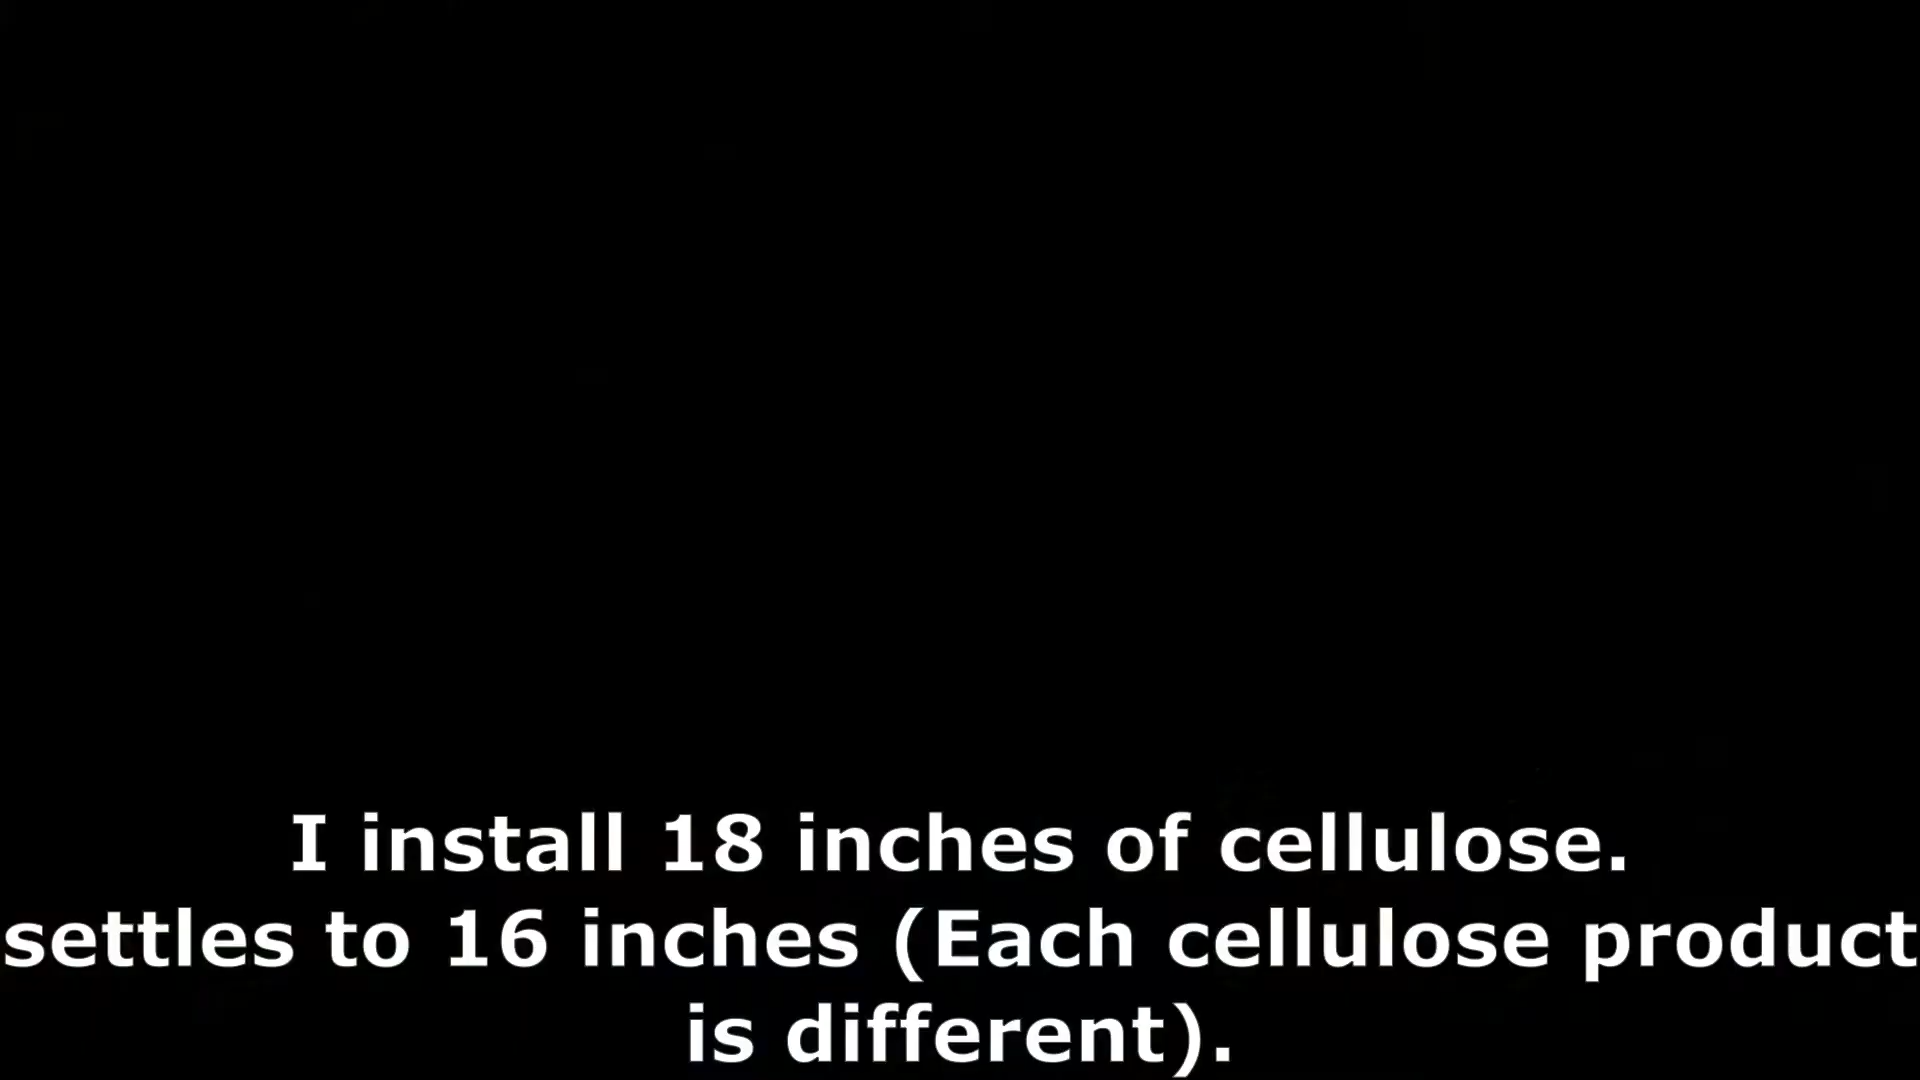 I install 18 inches of cellulose.
settles to 16 inches (Each cellulose product
is different).